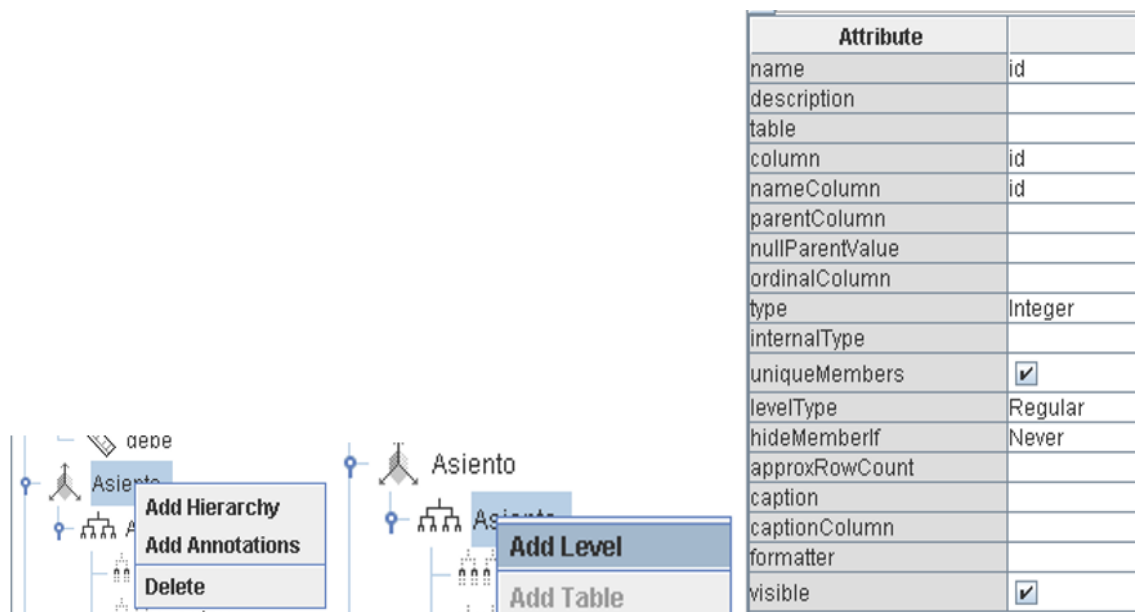 debe
Asiento
Add Hierarchy
Add Annotations
Delete
Asiento
Add Level
Add Table
Attribute
name id
description
table
column id
nameColumn id
parentColumn
nullParentValue
ordinalColumn
type Integer
internalType
uniqueMembers
levelType Regular
hideMemberIf Never
approxRowCount
caption
captionColumn
formatter
visible